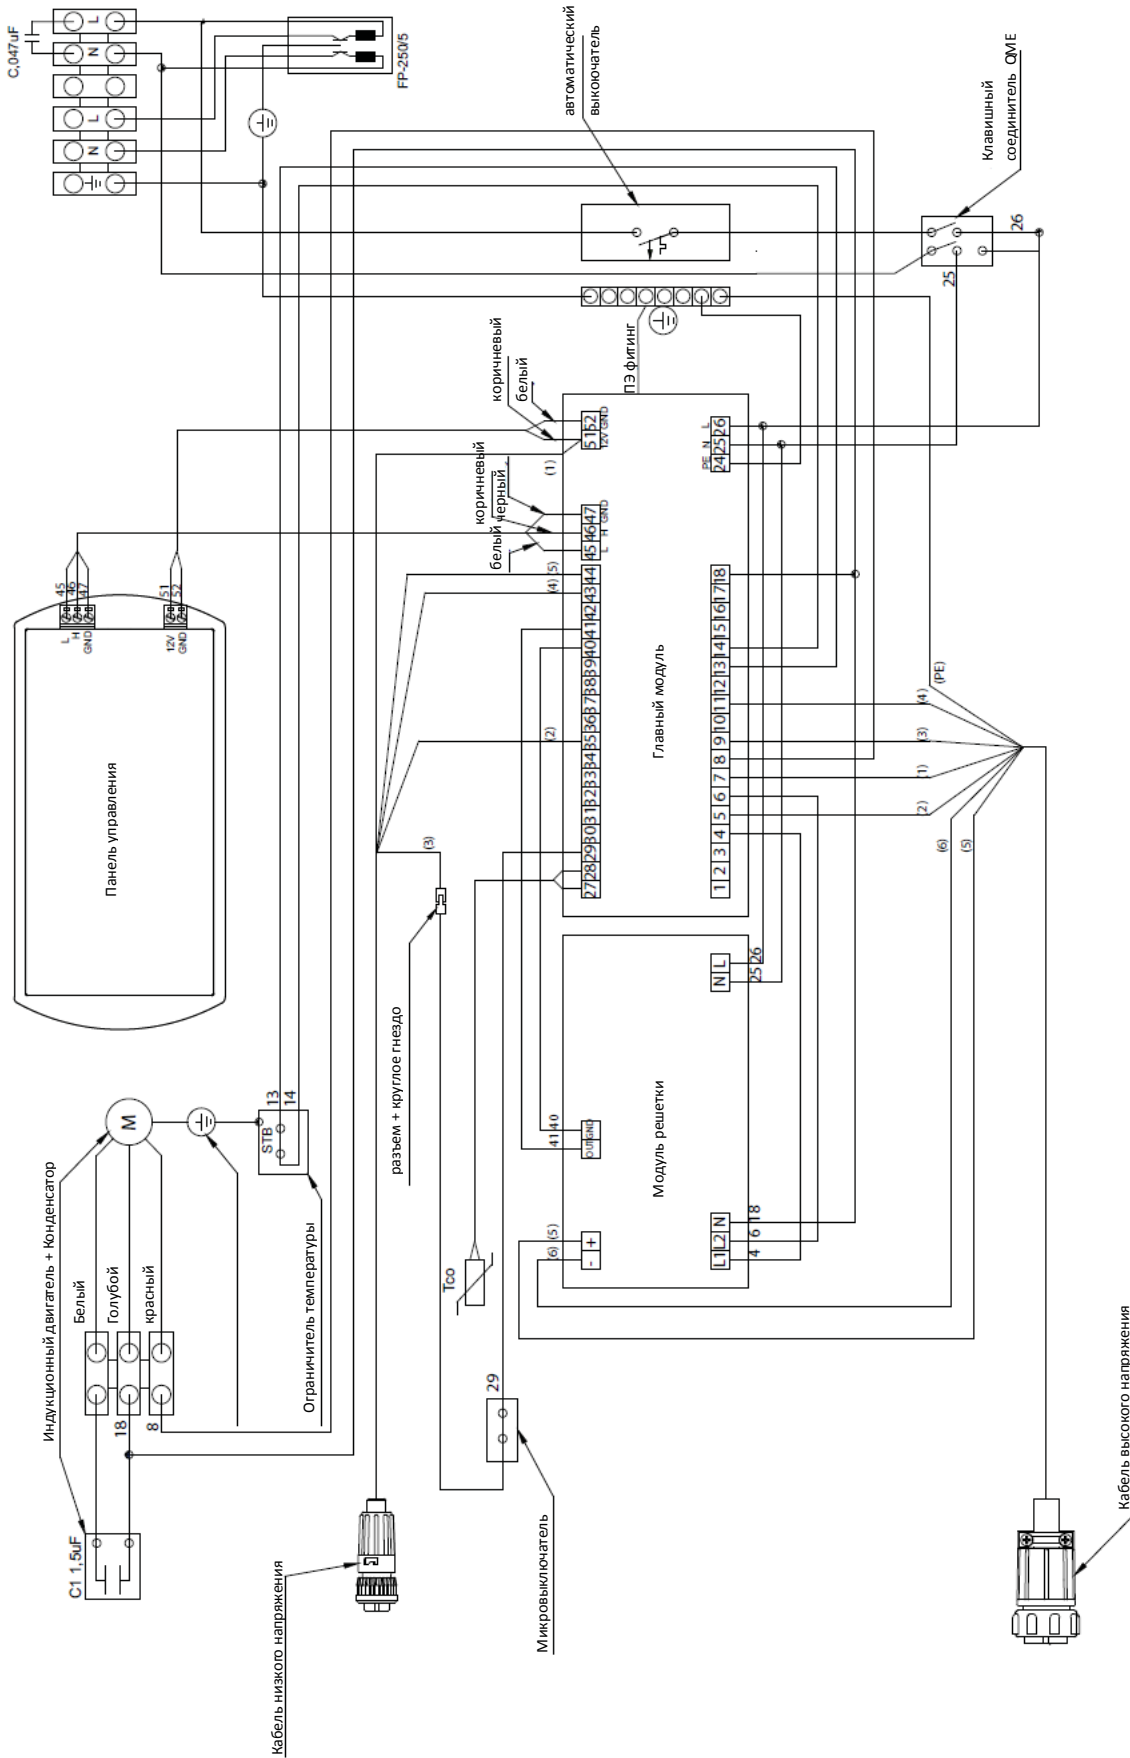 C,047uF
L
N
L
N
FP-250/5
автоматический
выкоючатель
Клавишный
соединитель QME
26
25
ПЭ фитинг
коричневый
белый
51 52
12V GND
(1)
коричневый
черный
белый
45 46 47
L H GND
PE N L
24 25 26
45
46
47
L
H
GND
51
52
12V
GND
Панель управления
27 28 29 30 31 32 33 34 35 36 37 38 39 40 41 42 43 44
(2)
(4)
(5)
(3)
Главный модуль
1 2 3 4 5 6 7 8 9 10 11 12 13 14 15 16 17 18
(PE)
(4)
(3)
(1)
(2)
(6)
(5)
разъем + круглое гнездо
Модуль решетки
N L
25 26
41 40
OUT GND
(6) (5)
- +
L1 L2 N
4 6 18
Индукционный двигатель + Конденсатор
M
Белый
Голубой
красный
18
8
C1 1,5uF
STB
13
14
Ограничитель температуры
Tco
29
Микровыключатель
Кабель низкого напряжения
Кабель высокого напряжения